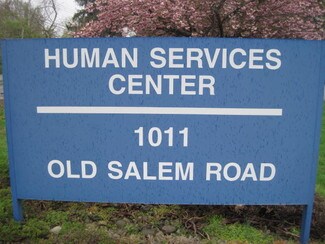 HUMAN SERVICES
CENTER
1011
OLD SALEM ROAD